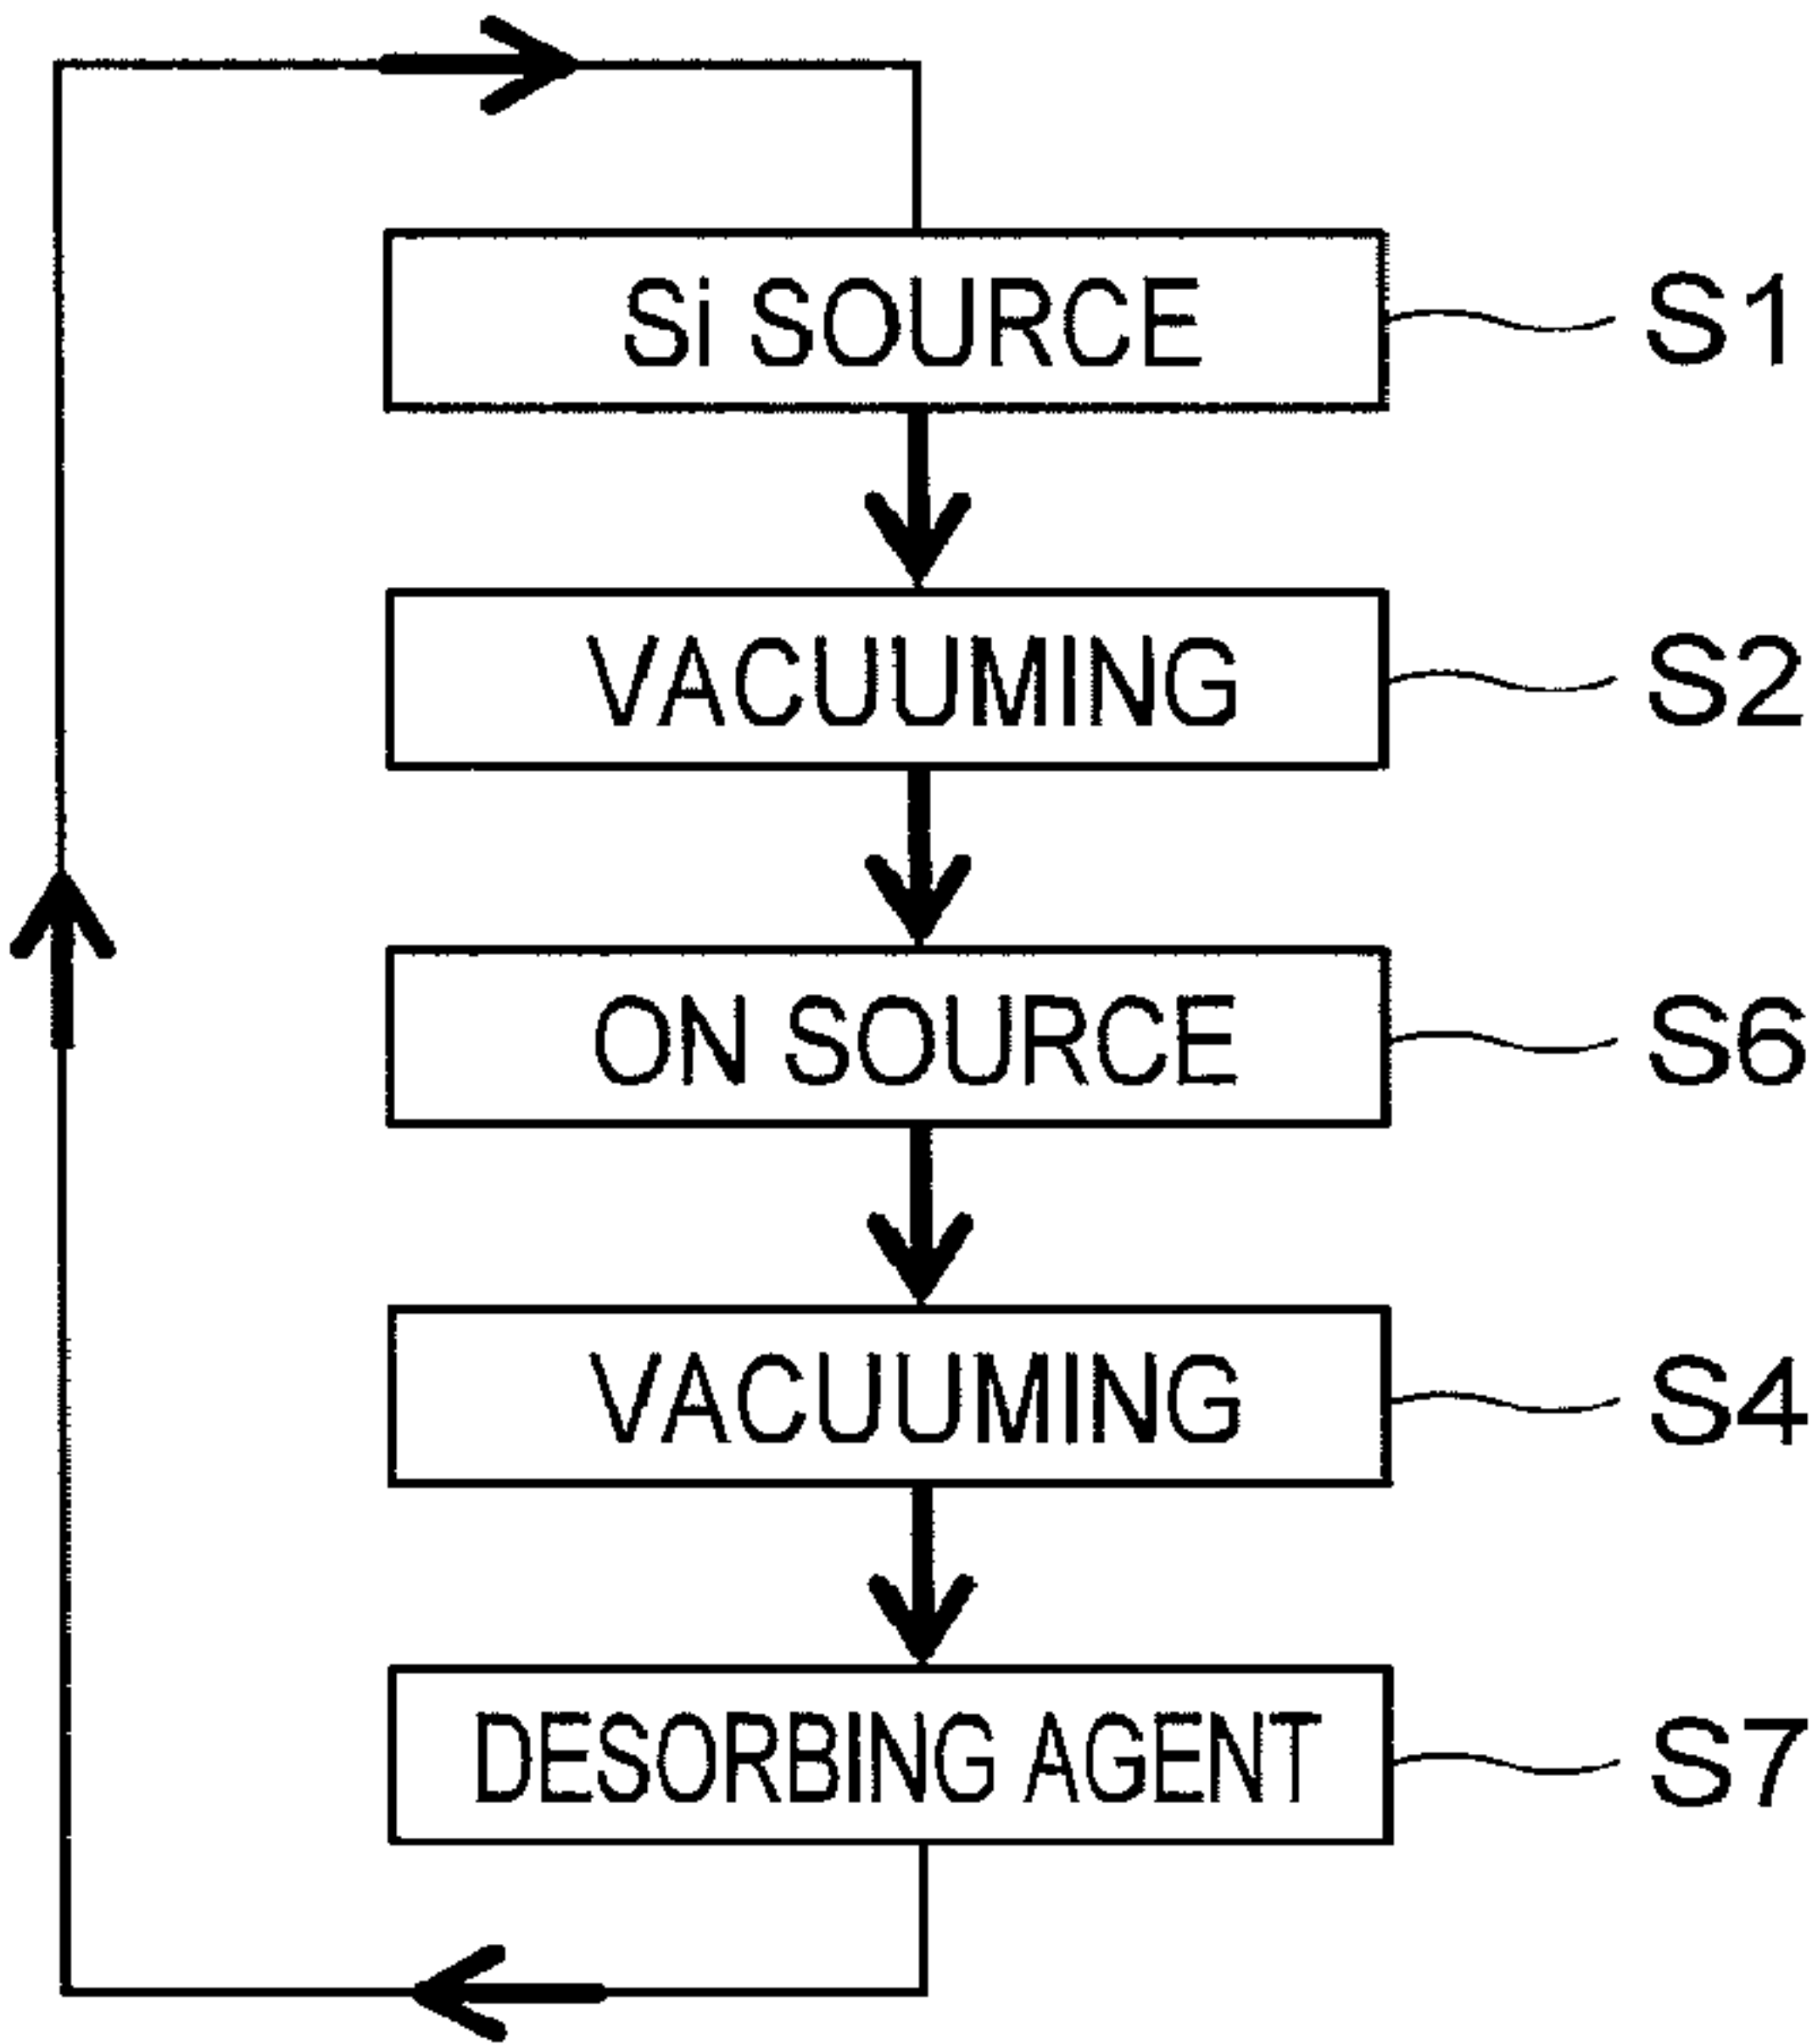 Si SOURCE S1
VACUUMING S2
ON SOURCE S6
VACUUMING S4
DESORBING AGENT S7